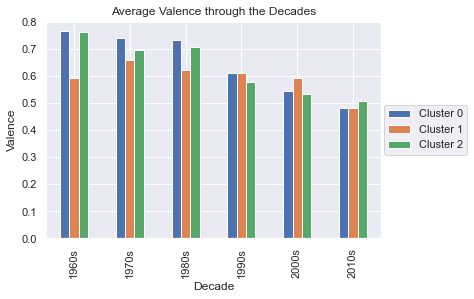 Average Valence through the Decades
0.8
0.7
0.6
0.5
0.4
0.3
0.2
0.1
0.0
Valence
1960s
1970s
1980s
1990s
2000s
2010s
Decade
Cluster 0
Cluster 1
Cluster 2